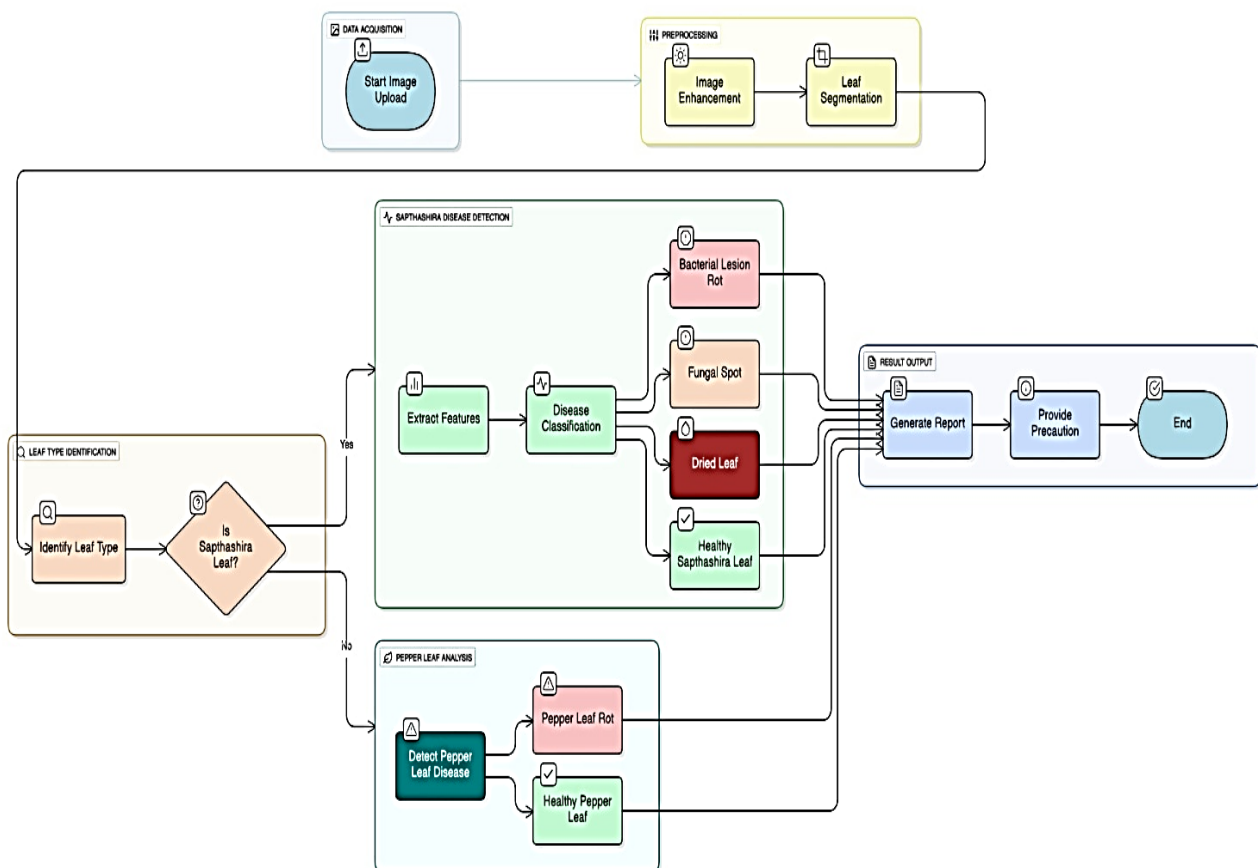 DATA ACQUISITION
Start Image
Upload
PREPROCESSING
Image
Enhancement
Leaf
Segmentation
SAPTHASHIRA DISEASE DETECTION
Bacterial Lesion
Rot
Fungal Spot
Extract Features
Disease
Classification
Dried Leaf
Healthy
Sapthashira Leaf
RESULT OUTPUT
Generate Report
Provide
Precaution
End
Yes
LEAF TYPE IDENTIFICATION
Identify Leaf Type
Is
Sapthashira
Leaf?
No
PEPPER LEAF ANALYSIS
Pepper Leaf Rot
Detect Pepper
Leaf Disease
Healthy Pepper
Leaf